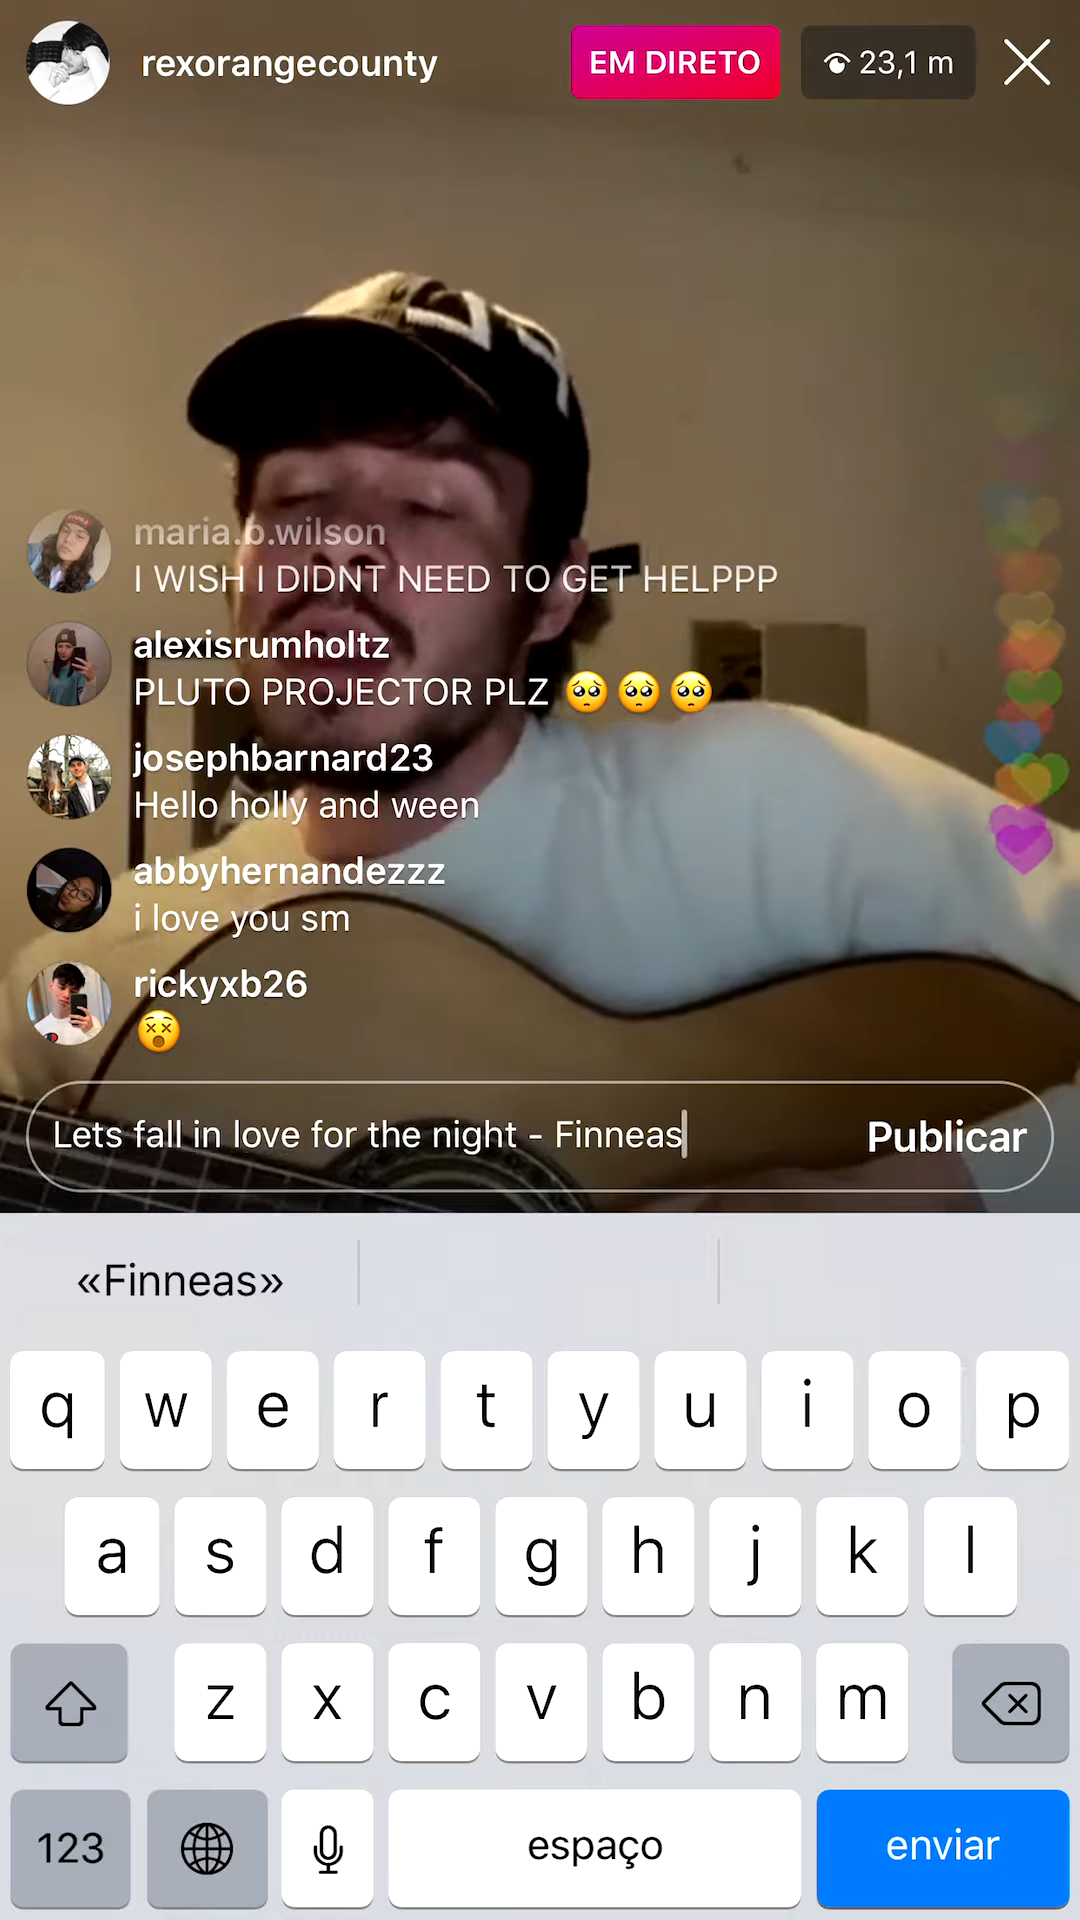 rexorangecounty
EM DIRETO
23,1 m
maria.b.wilson
I WISH I DIDNT NEED TO GET HELPPP
alexisrumholtz
PLUTO PROJECTOR PLZ 🥺🥺🥺
josephbarnard23
Hello holly and ween
abbyhernandezzz
i love you sm
rickyxb26
😵
Lets fall in love for the night - Finneas
Publicar
«Finneas»
q w e r t y u i o p
a s d f g h j k l
z x c v b n m
123 espaço enviar